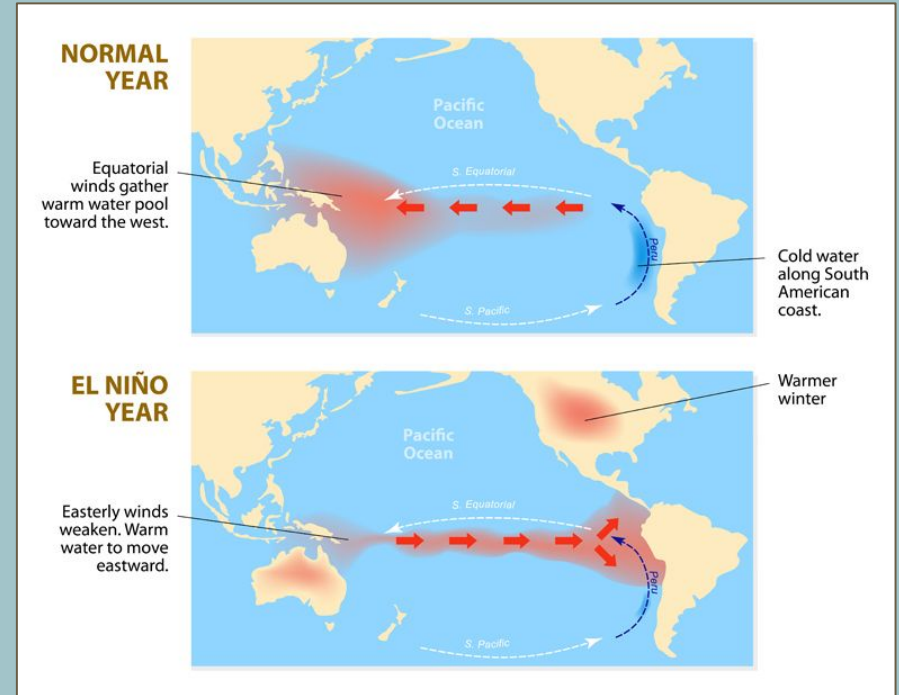 NORMAL
YEAR
Pacific
Ocean
Equatorial
winds gather
warm water pool
toward the west.
S. Equatorial
Peru
Cold water
along South
American
coast.
S. Pacific
EL NIÑO
YEAR
Warmer
winter
Pacific
Ocean
Easterly winds
weaken. Warm
water to move
eastward.
S. Equatorial
Peru
S. Pacific